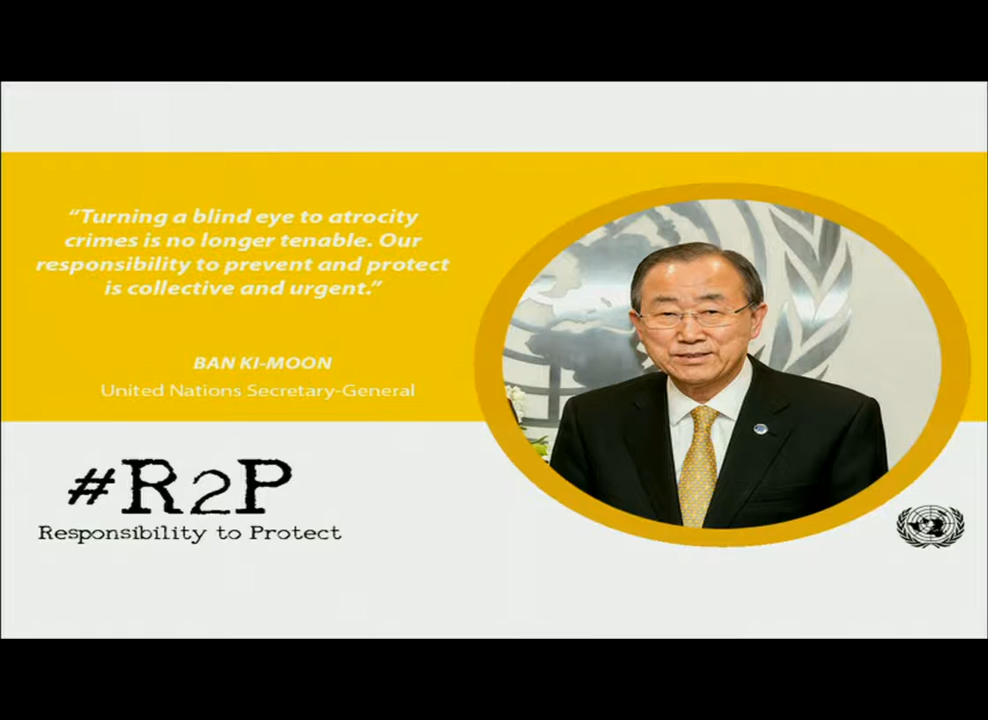 “Turning a blind eye to atrocity
crimes is no longer tenable. Our
responsibility to prevent and protect
is collective and urgent.”
BAN KI-MOON
United Nations Secretary-General
#R2P
Responsibility to Protect